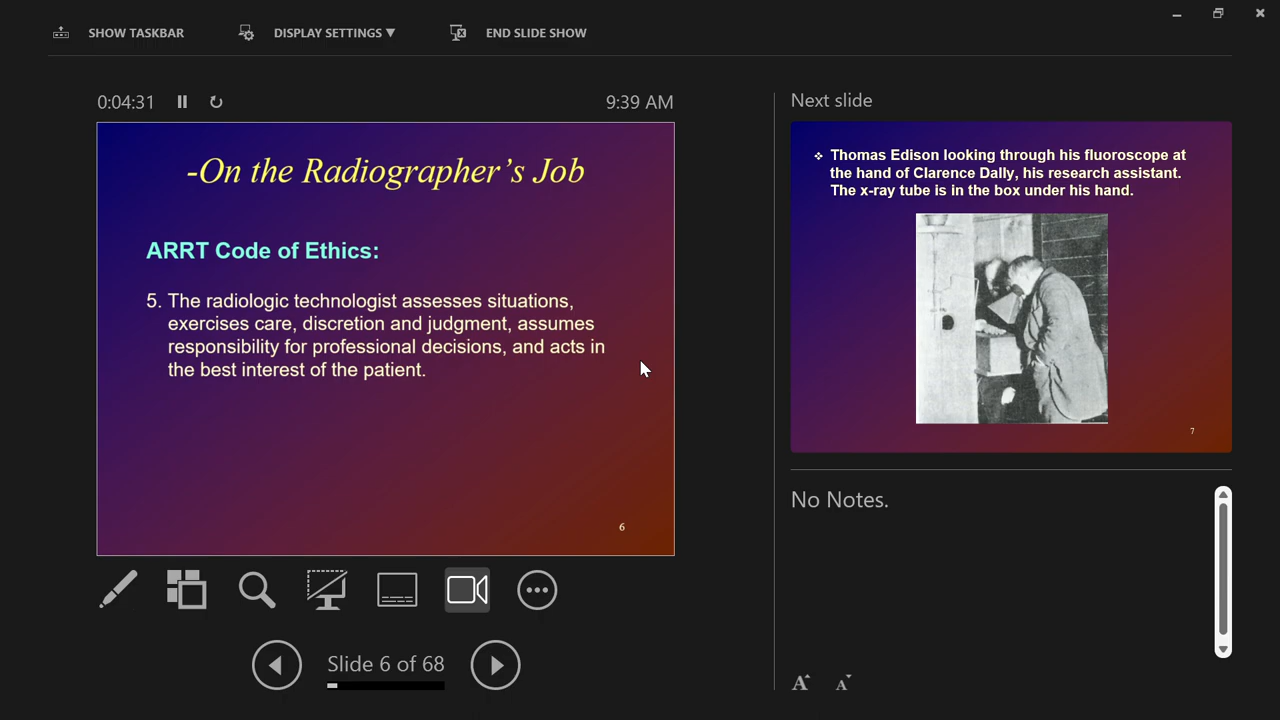 SHOW TASKBAR
DISPLAY SETTINGS ▼
END SLIDE SHOW
0:04:31
9:39 AM
-On the Radiographer's Job
ARRT Code of Ethics:
5. The radiologic technologist assesses situations,
exercises care, discretion and judgment, assumes
responsibility for professional decisions, and acts in
the best interest of the patient.
6
Slide 6 of 68
Next slide
❖ Thomas Edison looking through his fluoroscope at
the hand of Clarence Dally, his research assistant.
The x-ray tube is in the box under his hand.
7
No Notes.
A A